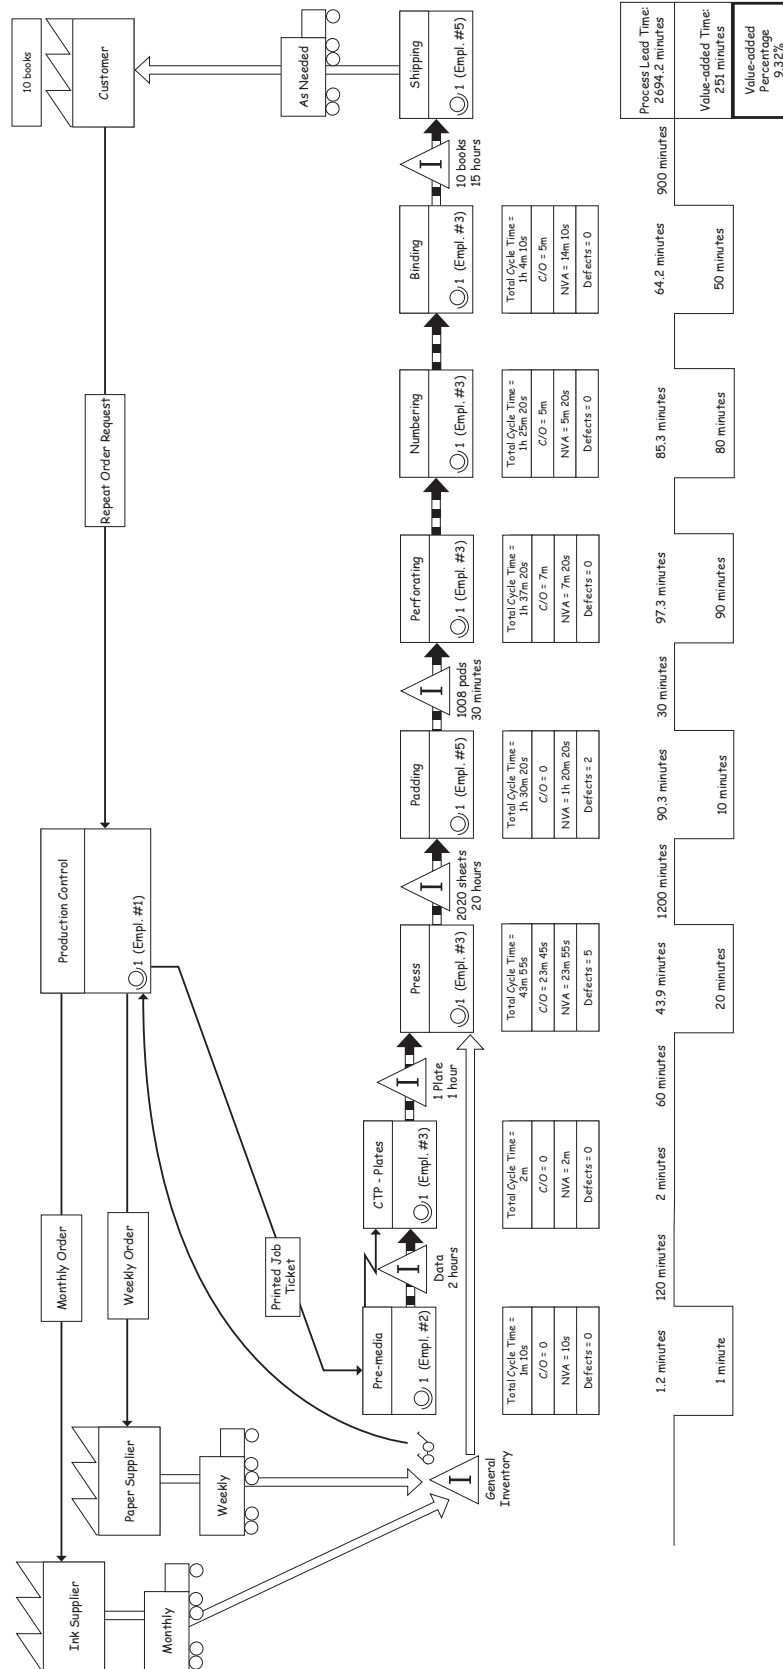 Ink Supplier
Monthly
Paper Supplier
Weekly
Monthly Order
Weekly Order
Printed Job
Ticket
Production Control
1 (Empl. #1)
Repeat Order Request
10 books
Customer
As Needed
General
Inventory
I
Pre-media
1 (Empl. #2)
I
Data
2 hours
CTP - Plates
1 (Empl. #3)
I
1 Plate
1 hour
Press
1 (Empl. #3)
I
2020 sheets
20 hours
Padding
1 (Empl. #5)
I
1008 pads
30 minutes
Perforating
1 (Empl. #3)
Numbering
1 (Empl. #3)
Binding
1 (Empl. #3)
I
10 books
15 hours
Shipping
1 (Empl. #5)
Total Cycle Time =
1m 10s
C/O = 0
NVA = 10s
Defects = 0
Total Cycle Time =
2m
C/O = 0
NVA = 2m
Defects = 0
Total Cycle Time =
43m 55s
C/O = 23m 45s
NVA = 23m 55s
Defects = 5
Total Cycle Time =
1h 30m 20s
C/O = 0
NVA = 1h 20m 20s
Defects = 2
Total Cycle Time =
1h 37m 20s
C/O = 7m
NVA = 7m 20s
Defects = 0
Total Cycle Time =
1h 25m 20s
C/O = 5m
NVA = 5m 20s
Defects = 0
Total Cycle Time =
1h 4m 10s
C/O = 5m
NVA = 14m 10s
Defects = 0
1.2 minutes
1 minute
120 minutes
2 minutes
60 minutes
43.9 minutes
20 minutes
1200 minutes
90.3 minutes
10 minutes
30 minutes
97.3 minutes
90 minutes
85.3 minutes
80 minutes
64.2 minutes
50 minutes
900 minutes
Process Lead Time:
2694.2 minutes
Value-added Time:
251 minutes
Value-added
Percentage
9.32%